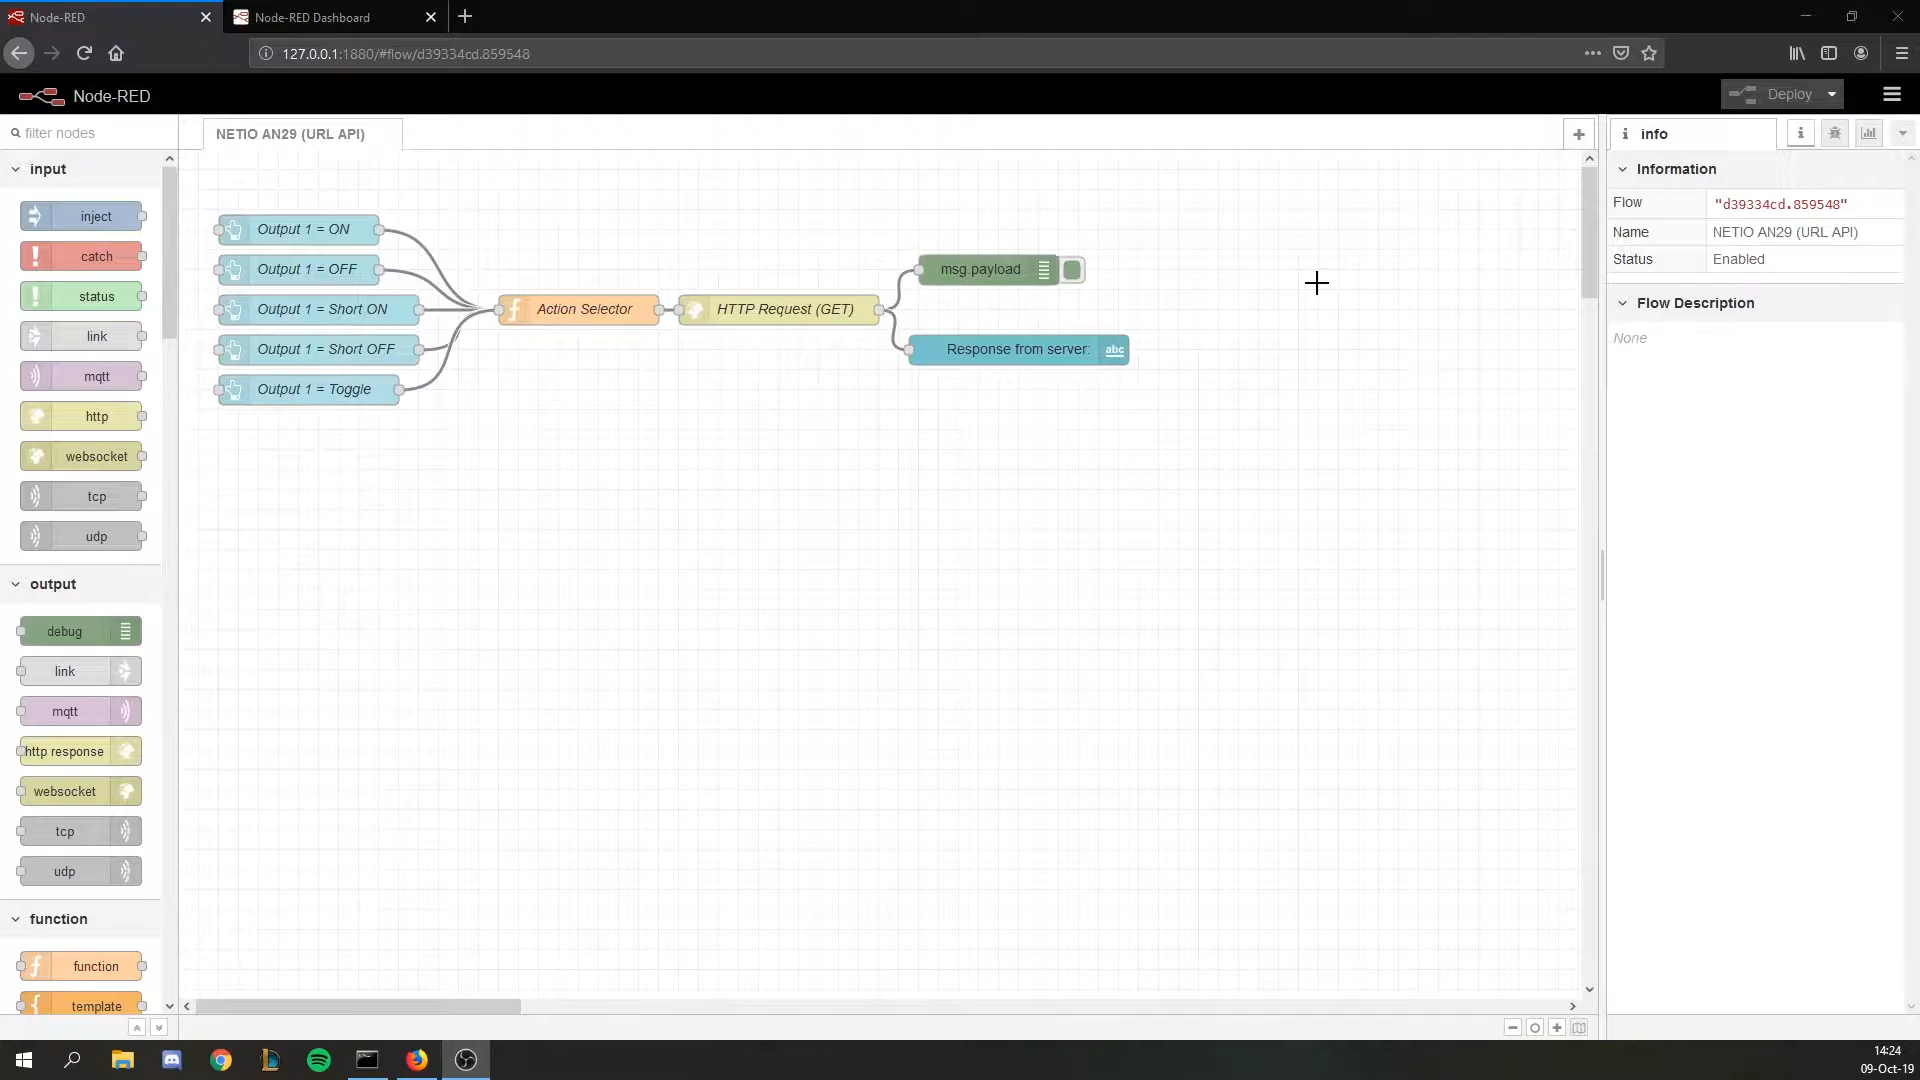 Node-RED
Node-RED Dashboard
127.0.0.1:1880/#flow/d39334cd.859548
Node-RED
Deploy
filter nodes
NETIO AN29 (URL API)
info
input
inject
catch
status
link
mqtt
http
websocket
tcp
udp
output
debug
link
mqtt
http response
websocket
tcp
udp
function
function
template
Output 1 = ON
Output 1 = OFF
Output 1 = Short ON
Output 1 = Short OFF
Output 1 = Toggle
Action Selector
HTTP Request (GET)
msg.payload
Response from server:
abc
Information
Flow
"d39334cd.859548"
Name
NETIO AN29 (URL API)
Status
Enabled
Flow Description
None
14:24
09-Oct-19